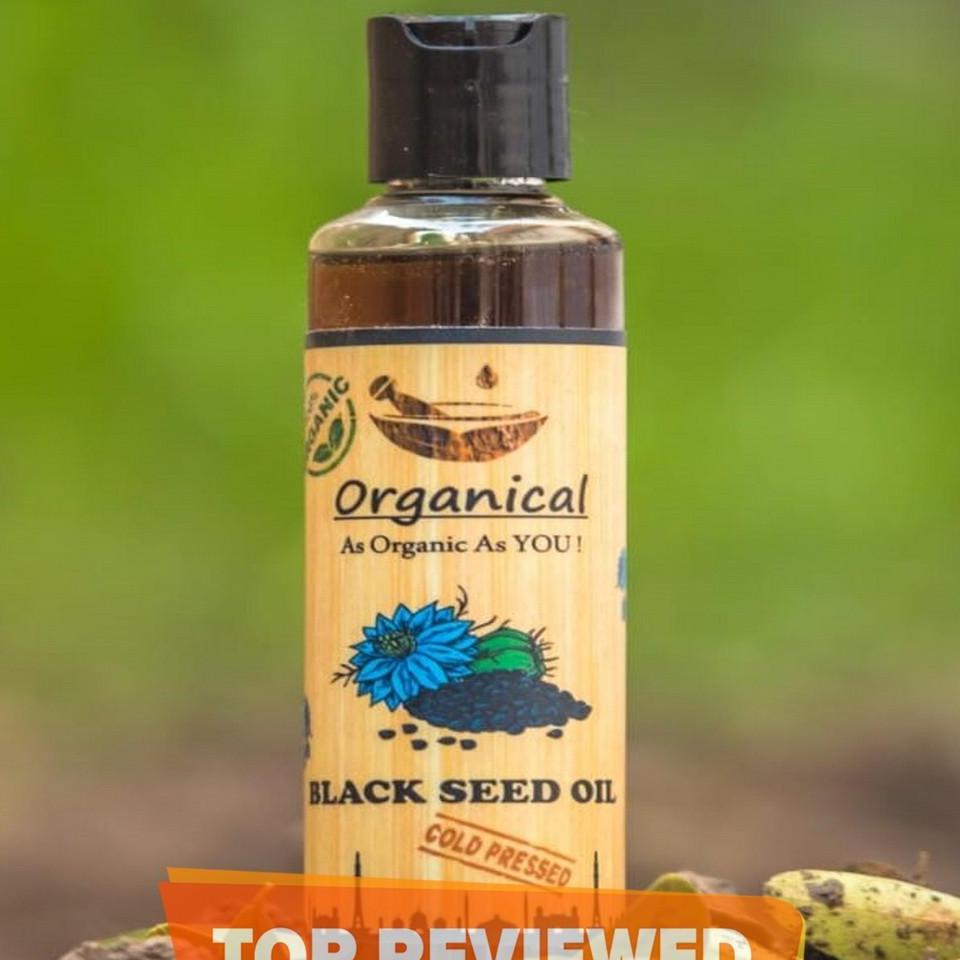 ORGANIC
Organical
As Organic As YOU !
BLACK SEED OIL
COLD PRESSED
TOP REVIEWED